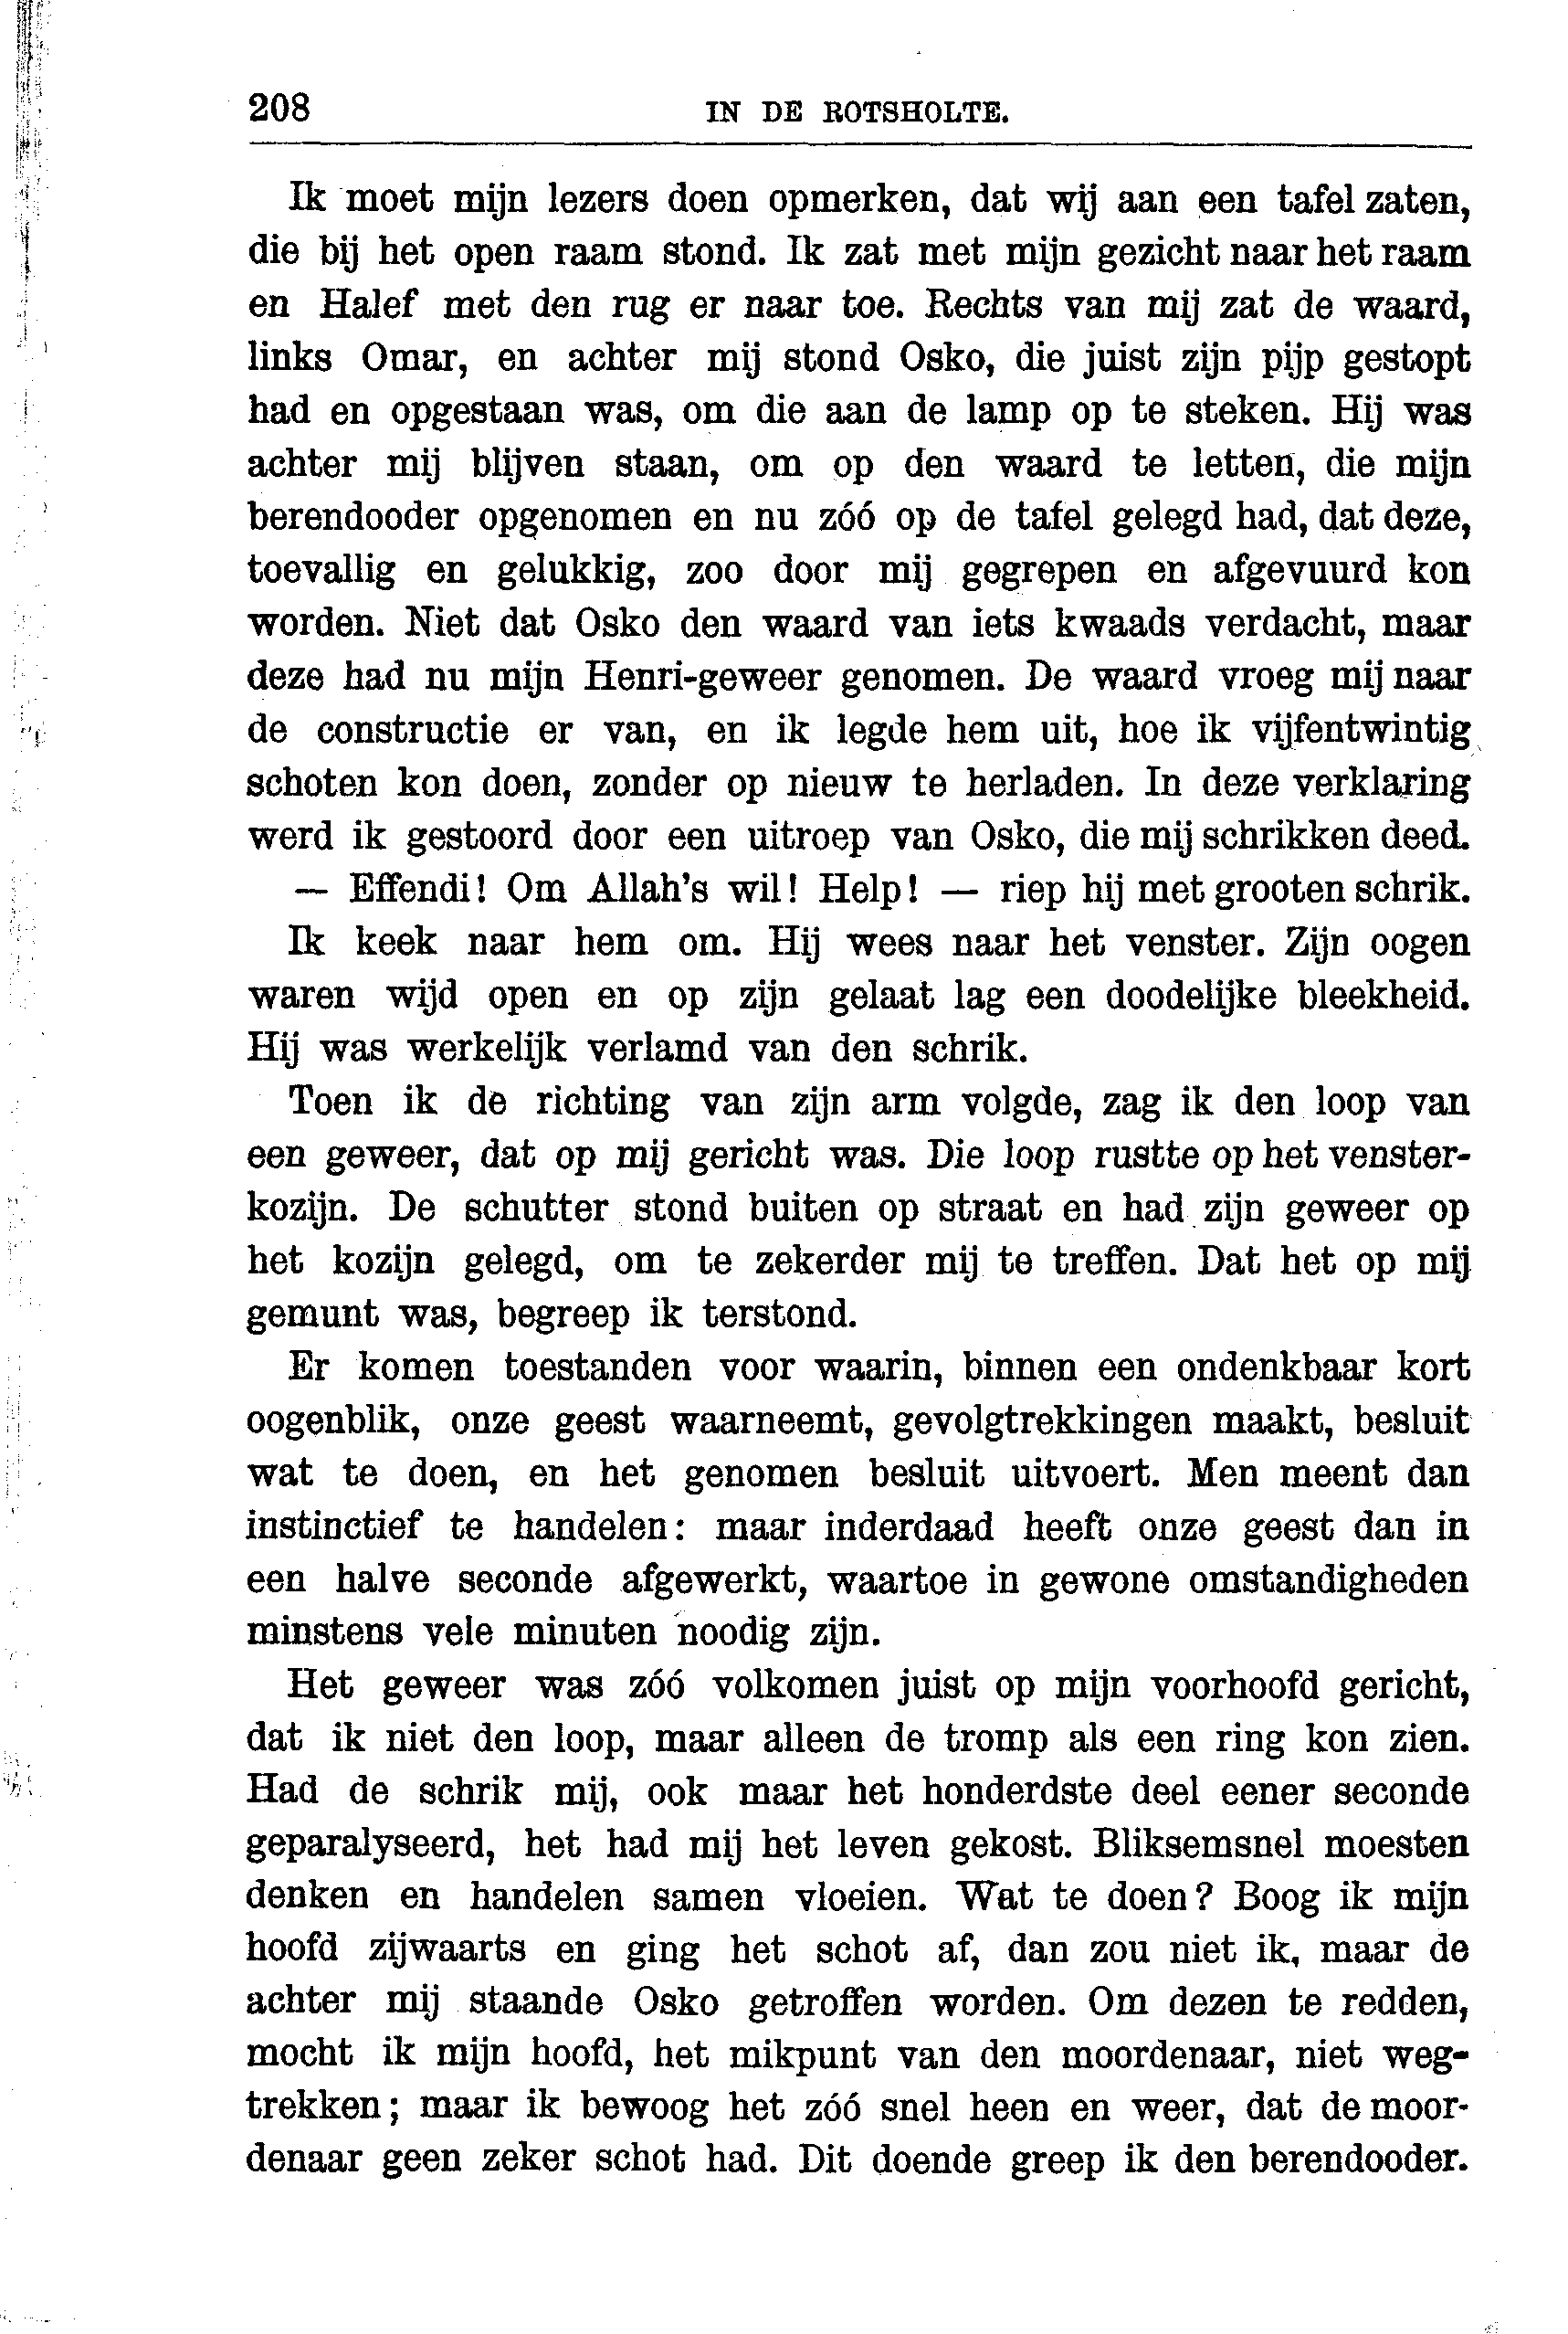 208 IN DE ROTSHOLTE.
Ik moet mijn lezers doen opmerken, dat wij aan een tafel zaten,
die bij het open raam stond. Ik zat met mijn gezicht naar het raam
en Halef met den rug er naar toe. Rechts van mij zat de waard,
links Omar, en achter mij stond Osko, die juist zijn pijp gestopt
had en opgestaan was, om die aan de lamp op te steken. Hij was
achter mij blijven staan, om op den waard te letten, die mijn
berendooder opgenomen en nu zóó op de tafel gelegd had, dat deze,
toevallig en gelukkig, zoo door mij gegrepen en afgevuurd kon
worden. Niet dat Osko den waard van iets kwaads verdacht, maar
deze had nu mijn Henri-geweer genomen. De waard vroeg mij naar
de constructie er van, en ik legde hem uit, hoe ik vijfentwintig
schoten kon doen, zonder op nieuw te herladen. In deze verklaring
werd ik gestoord door een uitroep van Osko, die mij schrikken deed.
— Effendi! Om Allah's wil! Help! — riep hij met grooten schrik.
Ik keek naar hem om. Hij wees naar het venster. Zijn oogen
waren wijd open en op zijn gelaat lag een doodelijke bleekheid.
Hij was werkelijk verlamd van den schrik.
Toen ik de richting van zijn arm volgde, zag ik den loop van
een geweer, dat op mij gericht was. Die loop rustte op het venster-
kozijn. De schutter stond buiten op straat en had zijn geweer op
het kozijn gelegd, om te zekerder mij te treffen. Dat het op mij
gemunt was, begreep ik terstond.
Er komen toestanden voor waarin, binnen een ondenkbaar kort
oogenblik, onze geest waarneemt, gevolgtrekkingen maakt, besluit
wat te doen, en het genomen besluit uitvoert. Men meent dan
instinctief te handelen: maar inderdaad heeft onze geest dan in
een halve seconde afgewerkt, waartoe in gewone omstandigheden
minstens vele minuten noodig zijn.
Het geweer was zóó volkomen juist op mijn voorhoofd gericht,
dat ik niet den loop, maar alleen de tromp als een ring kon zien.
Had de schrik mij, ook maar het honderdste deel eener seconde
geparalyseerd, het had mij het leven gekost. Bliksemsnel moesten
denken en handelen samen vloeien. Wat te doen? Boog ik mijn
hoofd zijwaarts en ging het schot af, dan zou niet ik, maar de
achter mij staande Osko getroffen worden. Om dezen te redden,
mocht ik mijn hoofd, het mikpunt van den moordenaar, niet weg-
trekken; maar ik bewoog het zóó snel heen en weer, dat de moor-
denaar geen zeker schot had. Dit doende greep ik den berendooder.